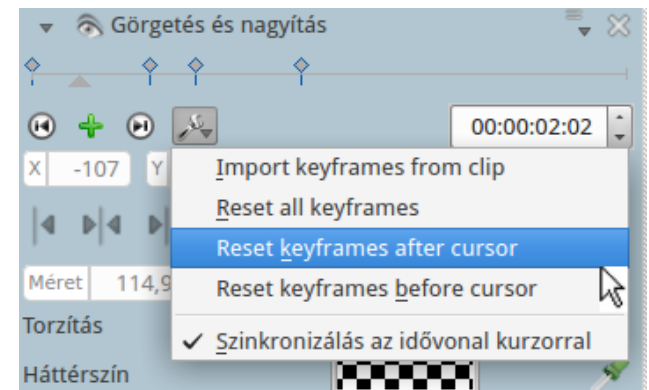 Görgetés és nagyítás
00:00:02:02
X -107 Y
Import keyframes from clip
Reset all keyframes
Reset keyframes after cursor
Reset keyframes before cursor
Szinkronizálás az idővonal kurzorral
Méret 114,9
Torzítás
Háttérszín